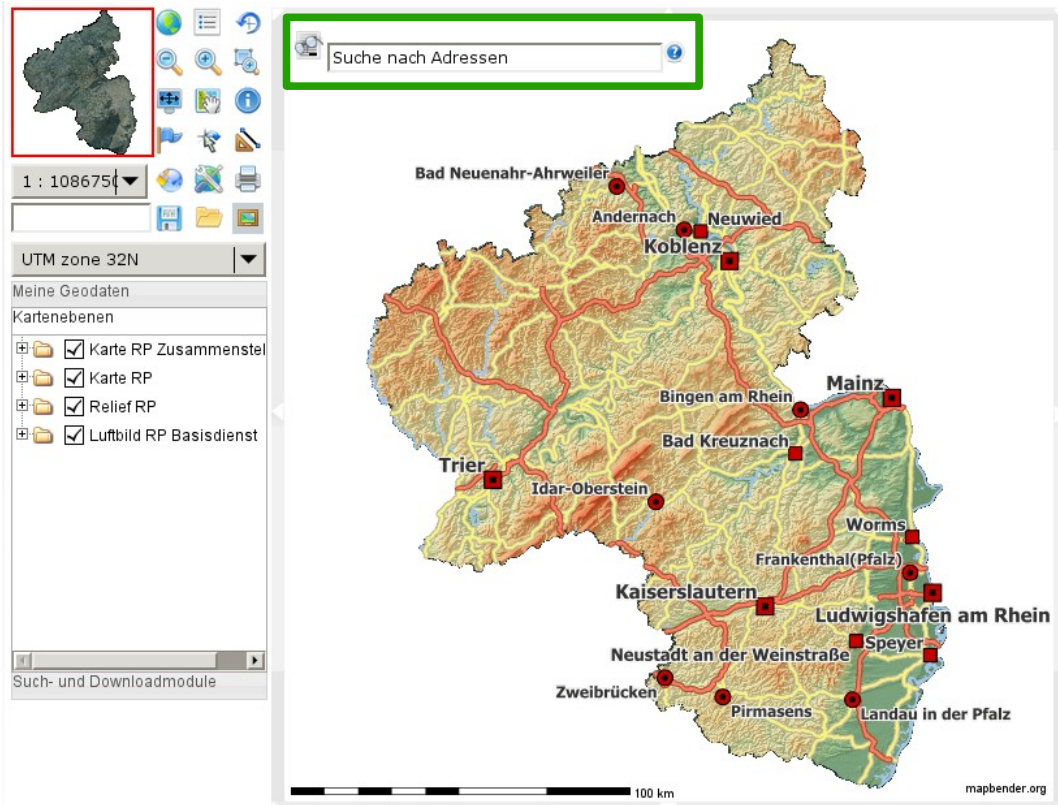 Suche nach Adressen
1 : 1086750
UTM zone 32N
Meine Geodaten
Kartenebenen
Karte RP Zusammenstel
Karte RP
Relief RP
Luftbild RP Basisdienst
Such- und Downloadmodule
Bad Neuenahr-Ahrweiler
Andernach
Neuwied
Koblenz
Mainz
Bingen am Rhein
Bad Kreuznach
Trier
Idar-Oberstein
Worms
Frankenthal(Pfalz)
Kaiserslautern
Ludwigshafen am Rhein
Speyer
Neustadt an der Weinstraße
Zweibrücken
Pirmasens
Landau in der Pfalz
100 km
mapbender.org